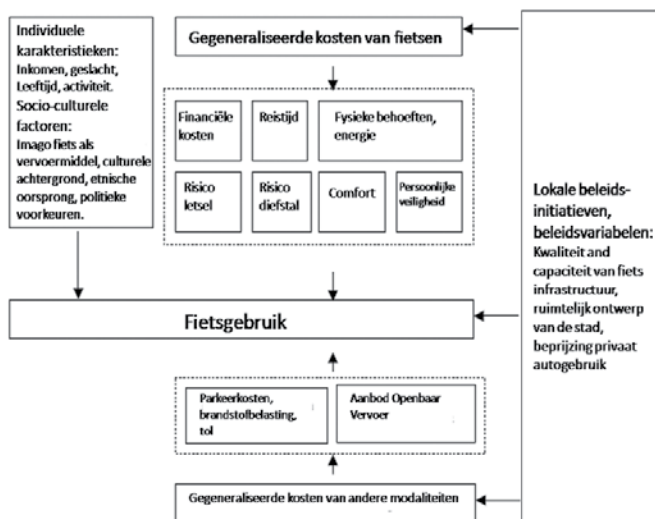 Individuele
karakteristieken:
Inkomen, geslacht,
Leeftijd, activiteit.
Socio-culturele
factoren:
Imago fiets als
vervoermiddel, culturele
achtergrond, etnische
oorsprong, politieke
voorkeuren.
Gegeneraliseerde kosten van fietsen
Financiële
kosten
Reistijd
Fysieke behoeften,
energie
Risico
letsel
Risico
diefstal
Comfort
Persoonlijke
veiligheid
Lokale beleids-
initiatieven,
beleidsvariabelen:
Kwaliteit and
capaciteit van fiets
infrastructuur,
ruimtelijk ontwerp
van de stad,
beprijzing privaat
autogebruik
Fietsgebruik
Parkeerkosten,
brandstofbelasting,
tol
Aanbod Openbaar
Vervoer
Gegeneraliseerde kosten van andere modaliteiten